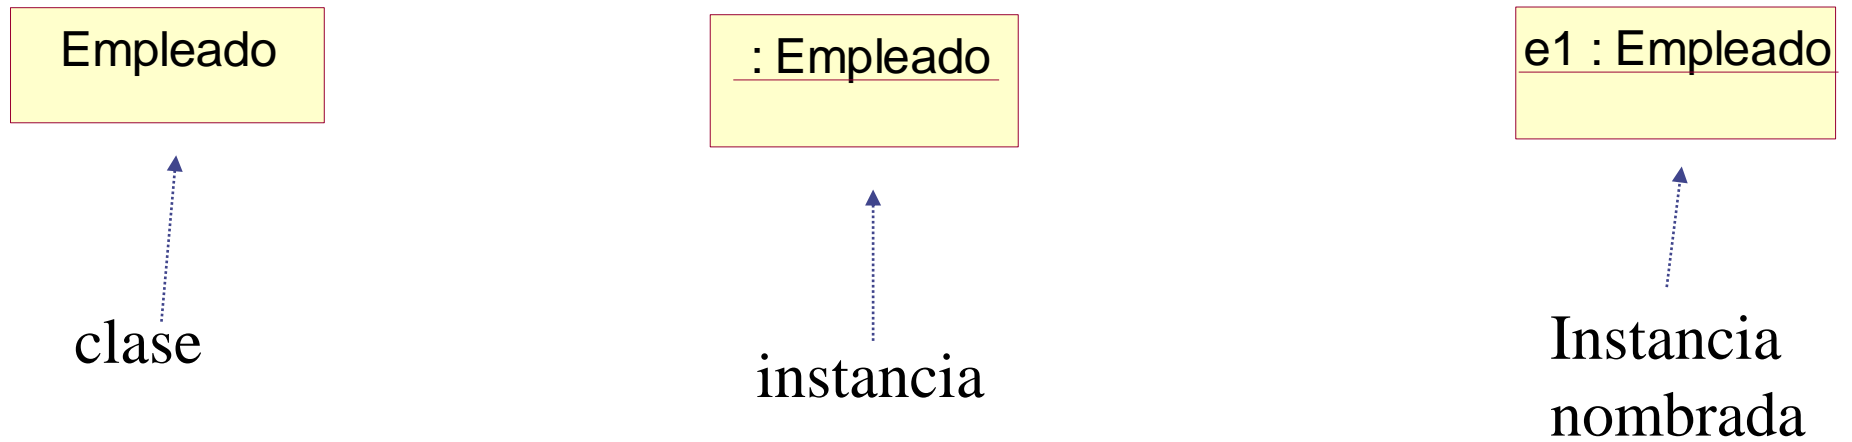 Empleado
: Empleado
e1 : Empleado
clase
instancia
Instancia
nombrada